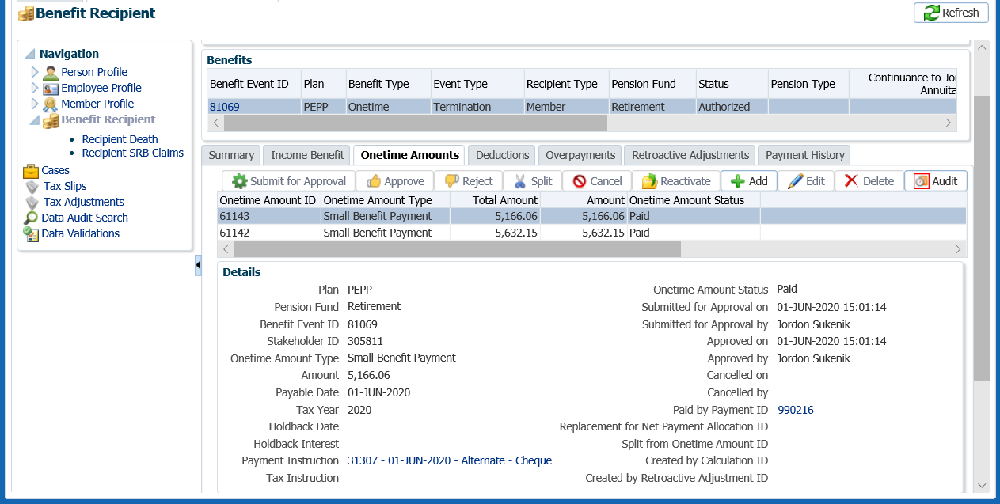 Benefit Recipient
Refresh
Navigation
Person Profile
Employee Profile
Member Profile
Benefit Recipient
Recipient Death
Recipient SRB Claims
Cases
Tax Slips
Tax Adjustments
Data Audit Search
Data Validations
Benefits
Benefit Event ID Plan Benefit Type Event Type Recipient Type Pension Fund Status Pension Type Continuance to Joi
Annuita
81069 PEPP Onetime Termination Member Retirement Authorized
Summary Income Benefit Onetime Amounts Deductions Overpayments Retroactive Adjustments Payment History
Submit for Approval Approve Reject Split Cancel Reactivate Add Edit Delete Audit
Onetime Amount ID Onetime Amount Type Total Amount Amount Onetime Amount Status
61143 Small Benefit Payment 5,166.06 5,166.06 Paid
61142 Small Benefit Payment 5,632.15 5,632.15 Paid
Details
Plan PEPP
Pension Fund Retirement
Benefit Event ID 81069
Stakeholder ID 305811
Onetime Amount Type Small Benefit Payment
Amount 5,166.06
Payable Date 01-JUN-2020
Tax Year 2020
Holdback Date
Holdback Interest
Payment Instruction 31307 - 01-JUN-2020 - Alternate - Cheque
Tax Instruction
Onetime Amount Status Paid
Submitted for Approval on 01-JUN-2020 15:01:14
Submitted for Approval by Jordon Sukenik
Approved on 01-JUN-2020 15:01:14
Approved by Jordon Sukenik
Cancelled on
Cancelled by
Paid by Payment ID 990216
Replacement for Net Payment Allocation ID
Split from Onetime Amount ID
Created by Calculation ID
Created by Retroactive Adjustment ID